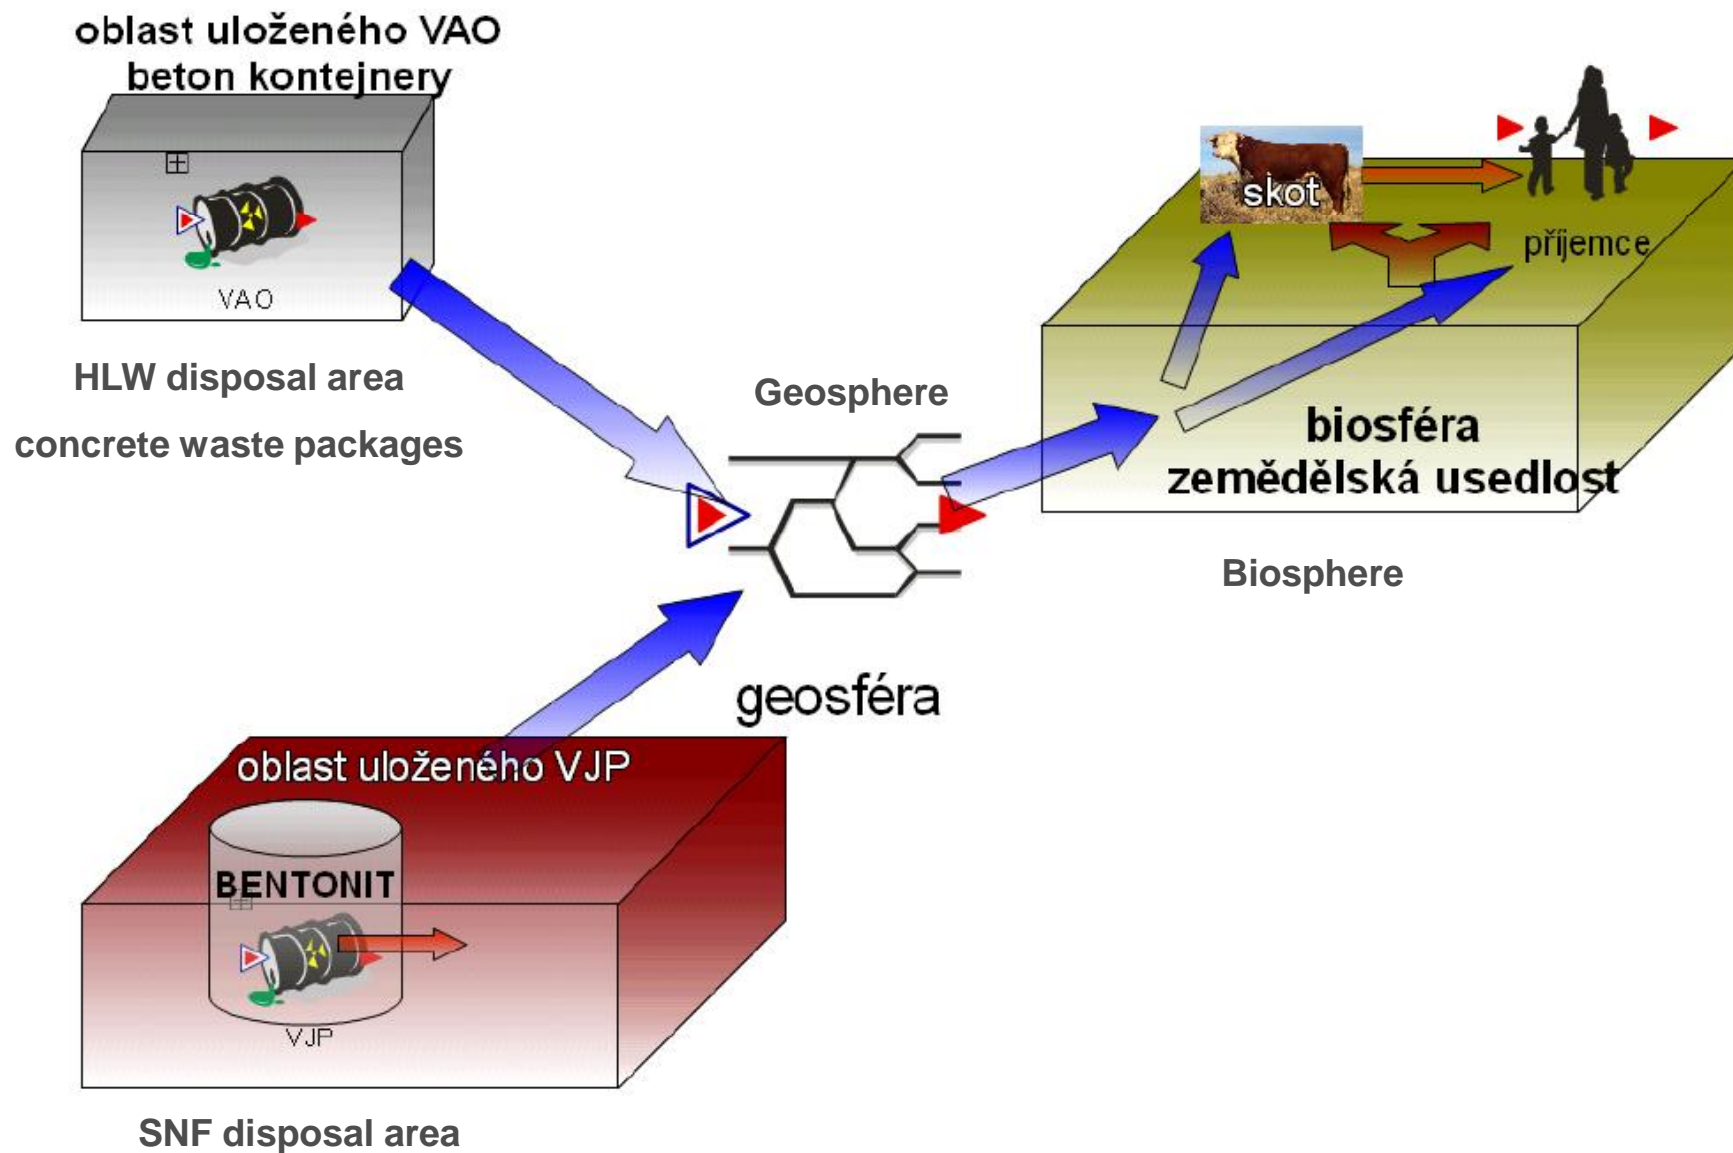 oblast uloženého VAO
beton kontejnery
VAO
HLW disposal area
concrete waste packages
Geosphere
skot
příjemce
biosféra
zemědělská usedlost
Biosphere
geosféra
oblast uloženého VJP
BENTONIT
VJP
SNF disposal area